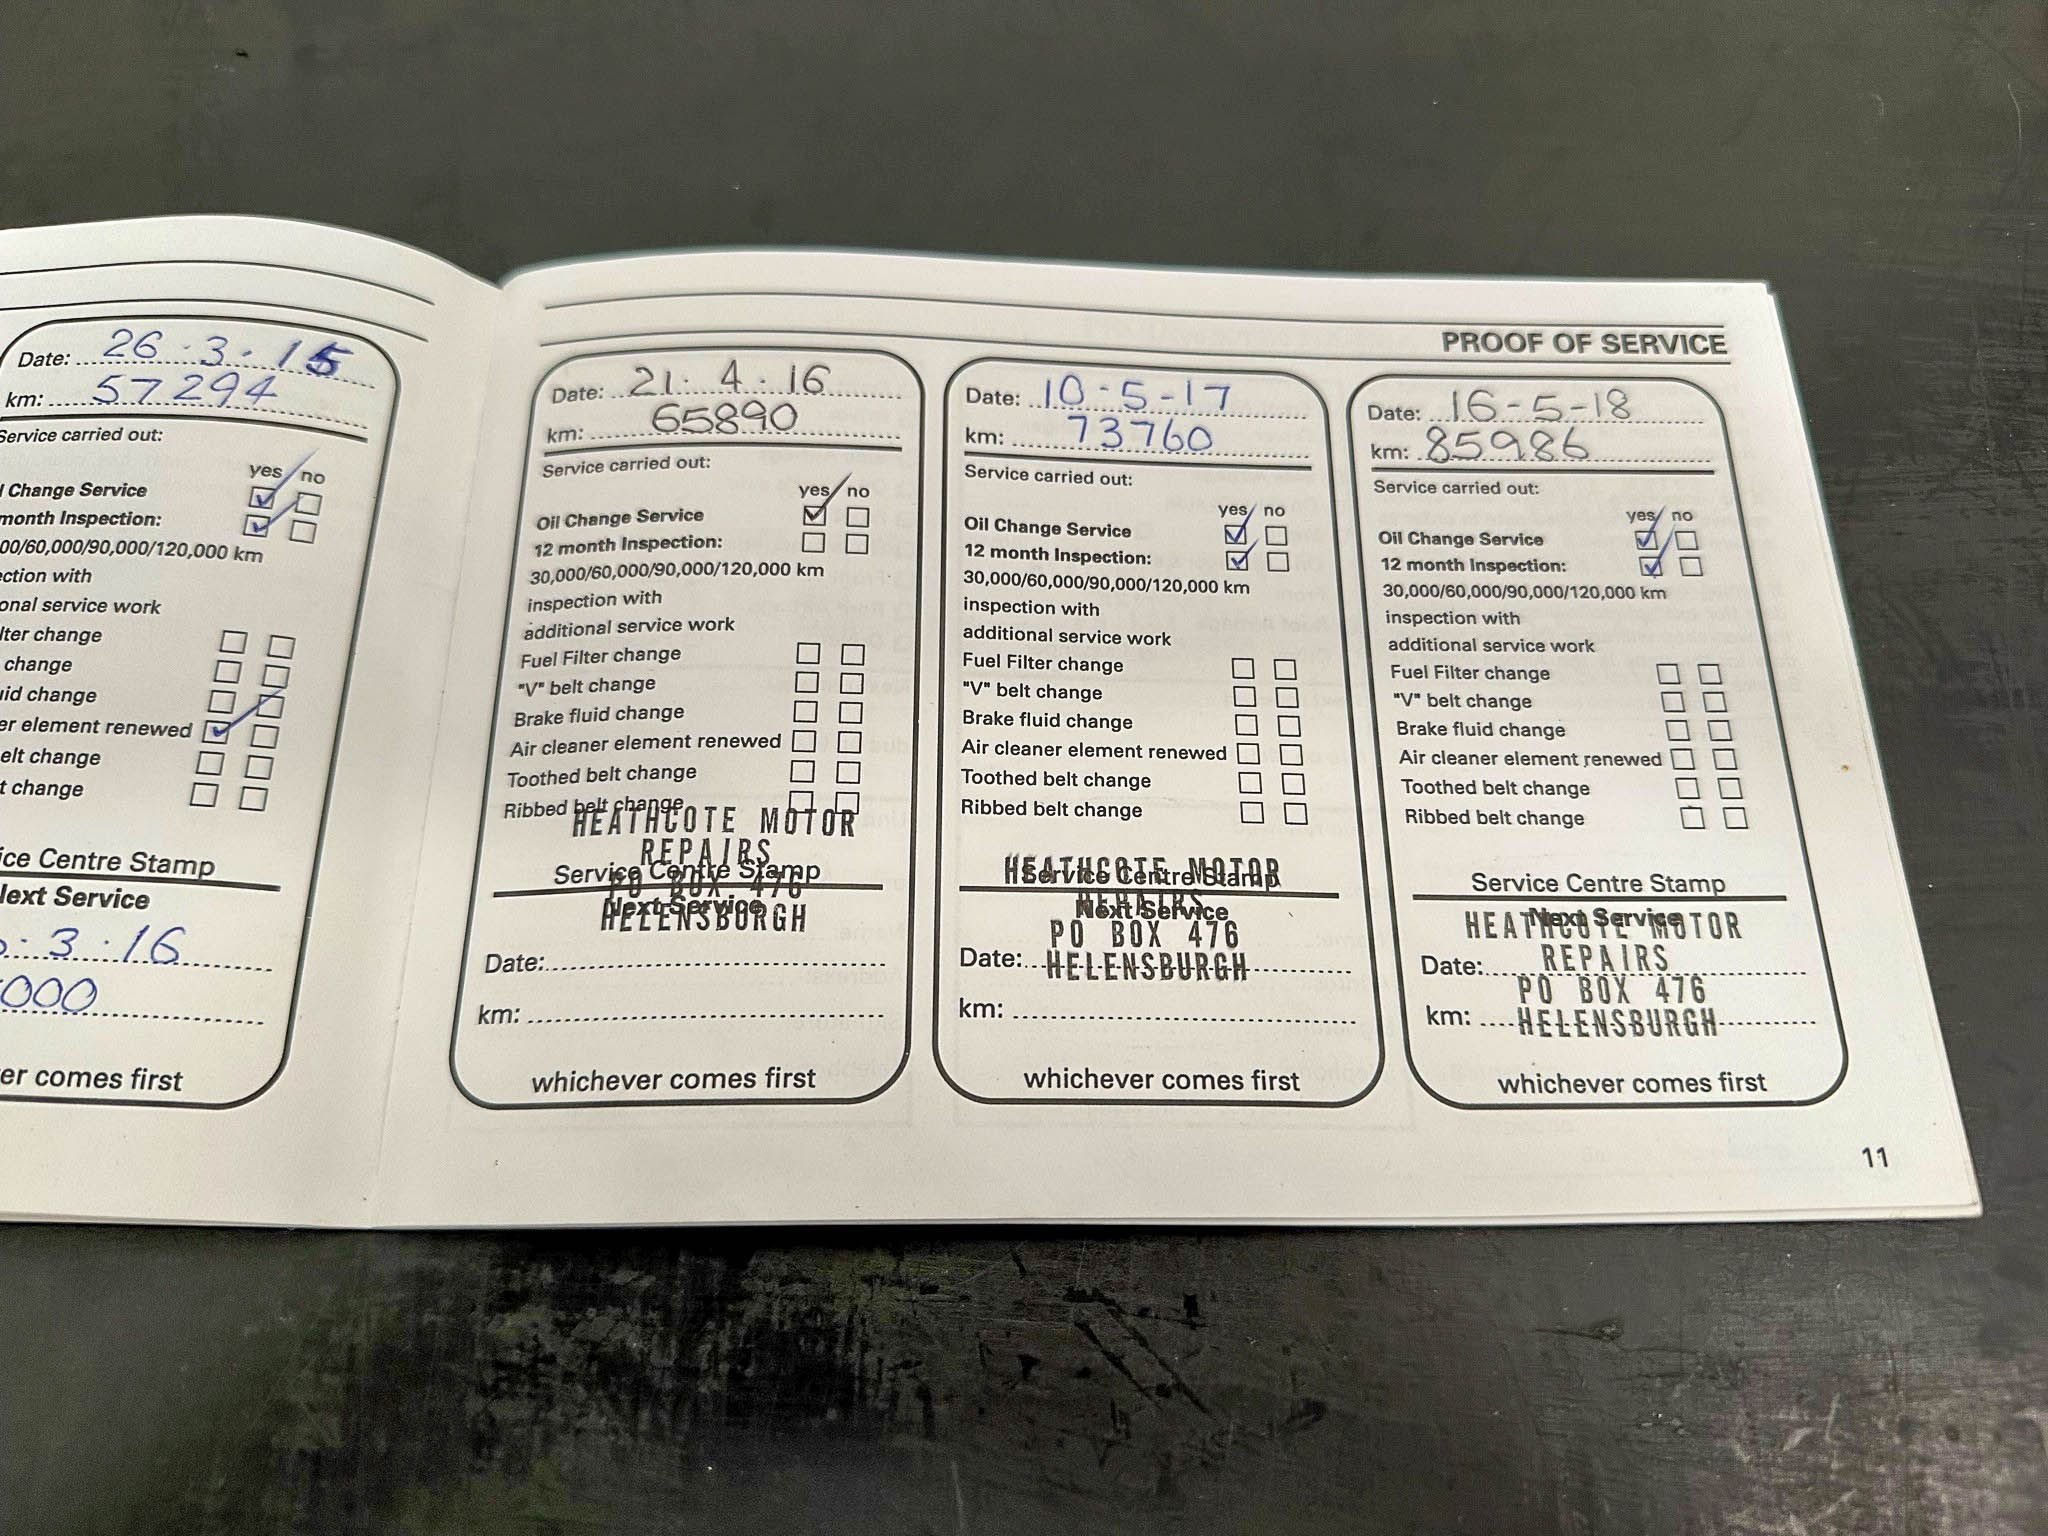 Date: 26.3.15
km: 57294
Service carried out:
yes no
Change Service
month Inspection:
00/60,000/90,000/120,000 km
with
service work
change
change
change
element renewed
change
change
Centre Stamp
Next Service
3.16
000
comes first
PROOF OF SERVICE
Date: 21.4.16
km: 65890
Service carried out:
yes no
Oil Change Service
12 month Inspection:
30,000/60,000/90,000/120,000 km
inspection with
additional service work
Fuel Filter change
"V" belt change
Brake fluid change
Air cleaner element renewed
Toothed belt change
Ribbed belt change
HEATHCOTE MOTOR
REPAIRS
Service Centre Stamp
PO BOX 476
Next Service
HELENSBURGH
Date:
km:
whichever comes first
Date: 10-5-17
km: 73760
Service carried out:
yes no
Oil Change Service
12 month Inspection:
30,000/60,000/90,000/120,000 km
inspection with
additional service work
Fuel Filter change
"V" belt change
Brake fluid change
Air cleaner element renewed
Toothed belt change
Ribbed belt change
HEATHCOTE MOTOR
Service Centre Stamp
REPAIRS
Next Service
PO BOX 476
Date: HELENSBURGH
km:
whichever comes first
Date: 16-5-18
km: 85986
Service carried out:
yes no
Oil Change Service
12 month Inspection:
30,000/60,000/90,000/120,000 km
inspection with
additional service work
Fuel Filter change
"V" belt change
Brake fluid change
Air cleaner element renewed
Toothed belt change
Ribbed belt change
Service Centre Stamp
Next Service
HEATHCOTE MOTOR
REPAIRS
Date:
PO BOX 476
km: HELENSBURGH
whichever comes first
11